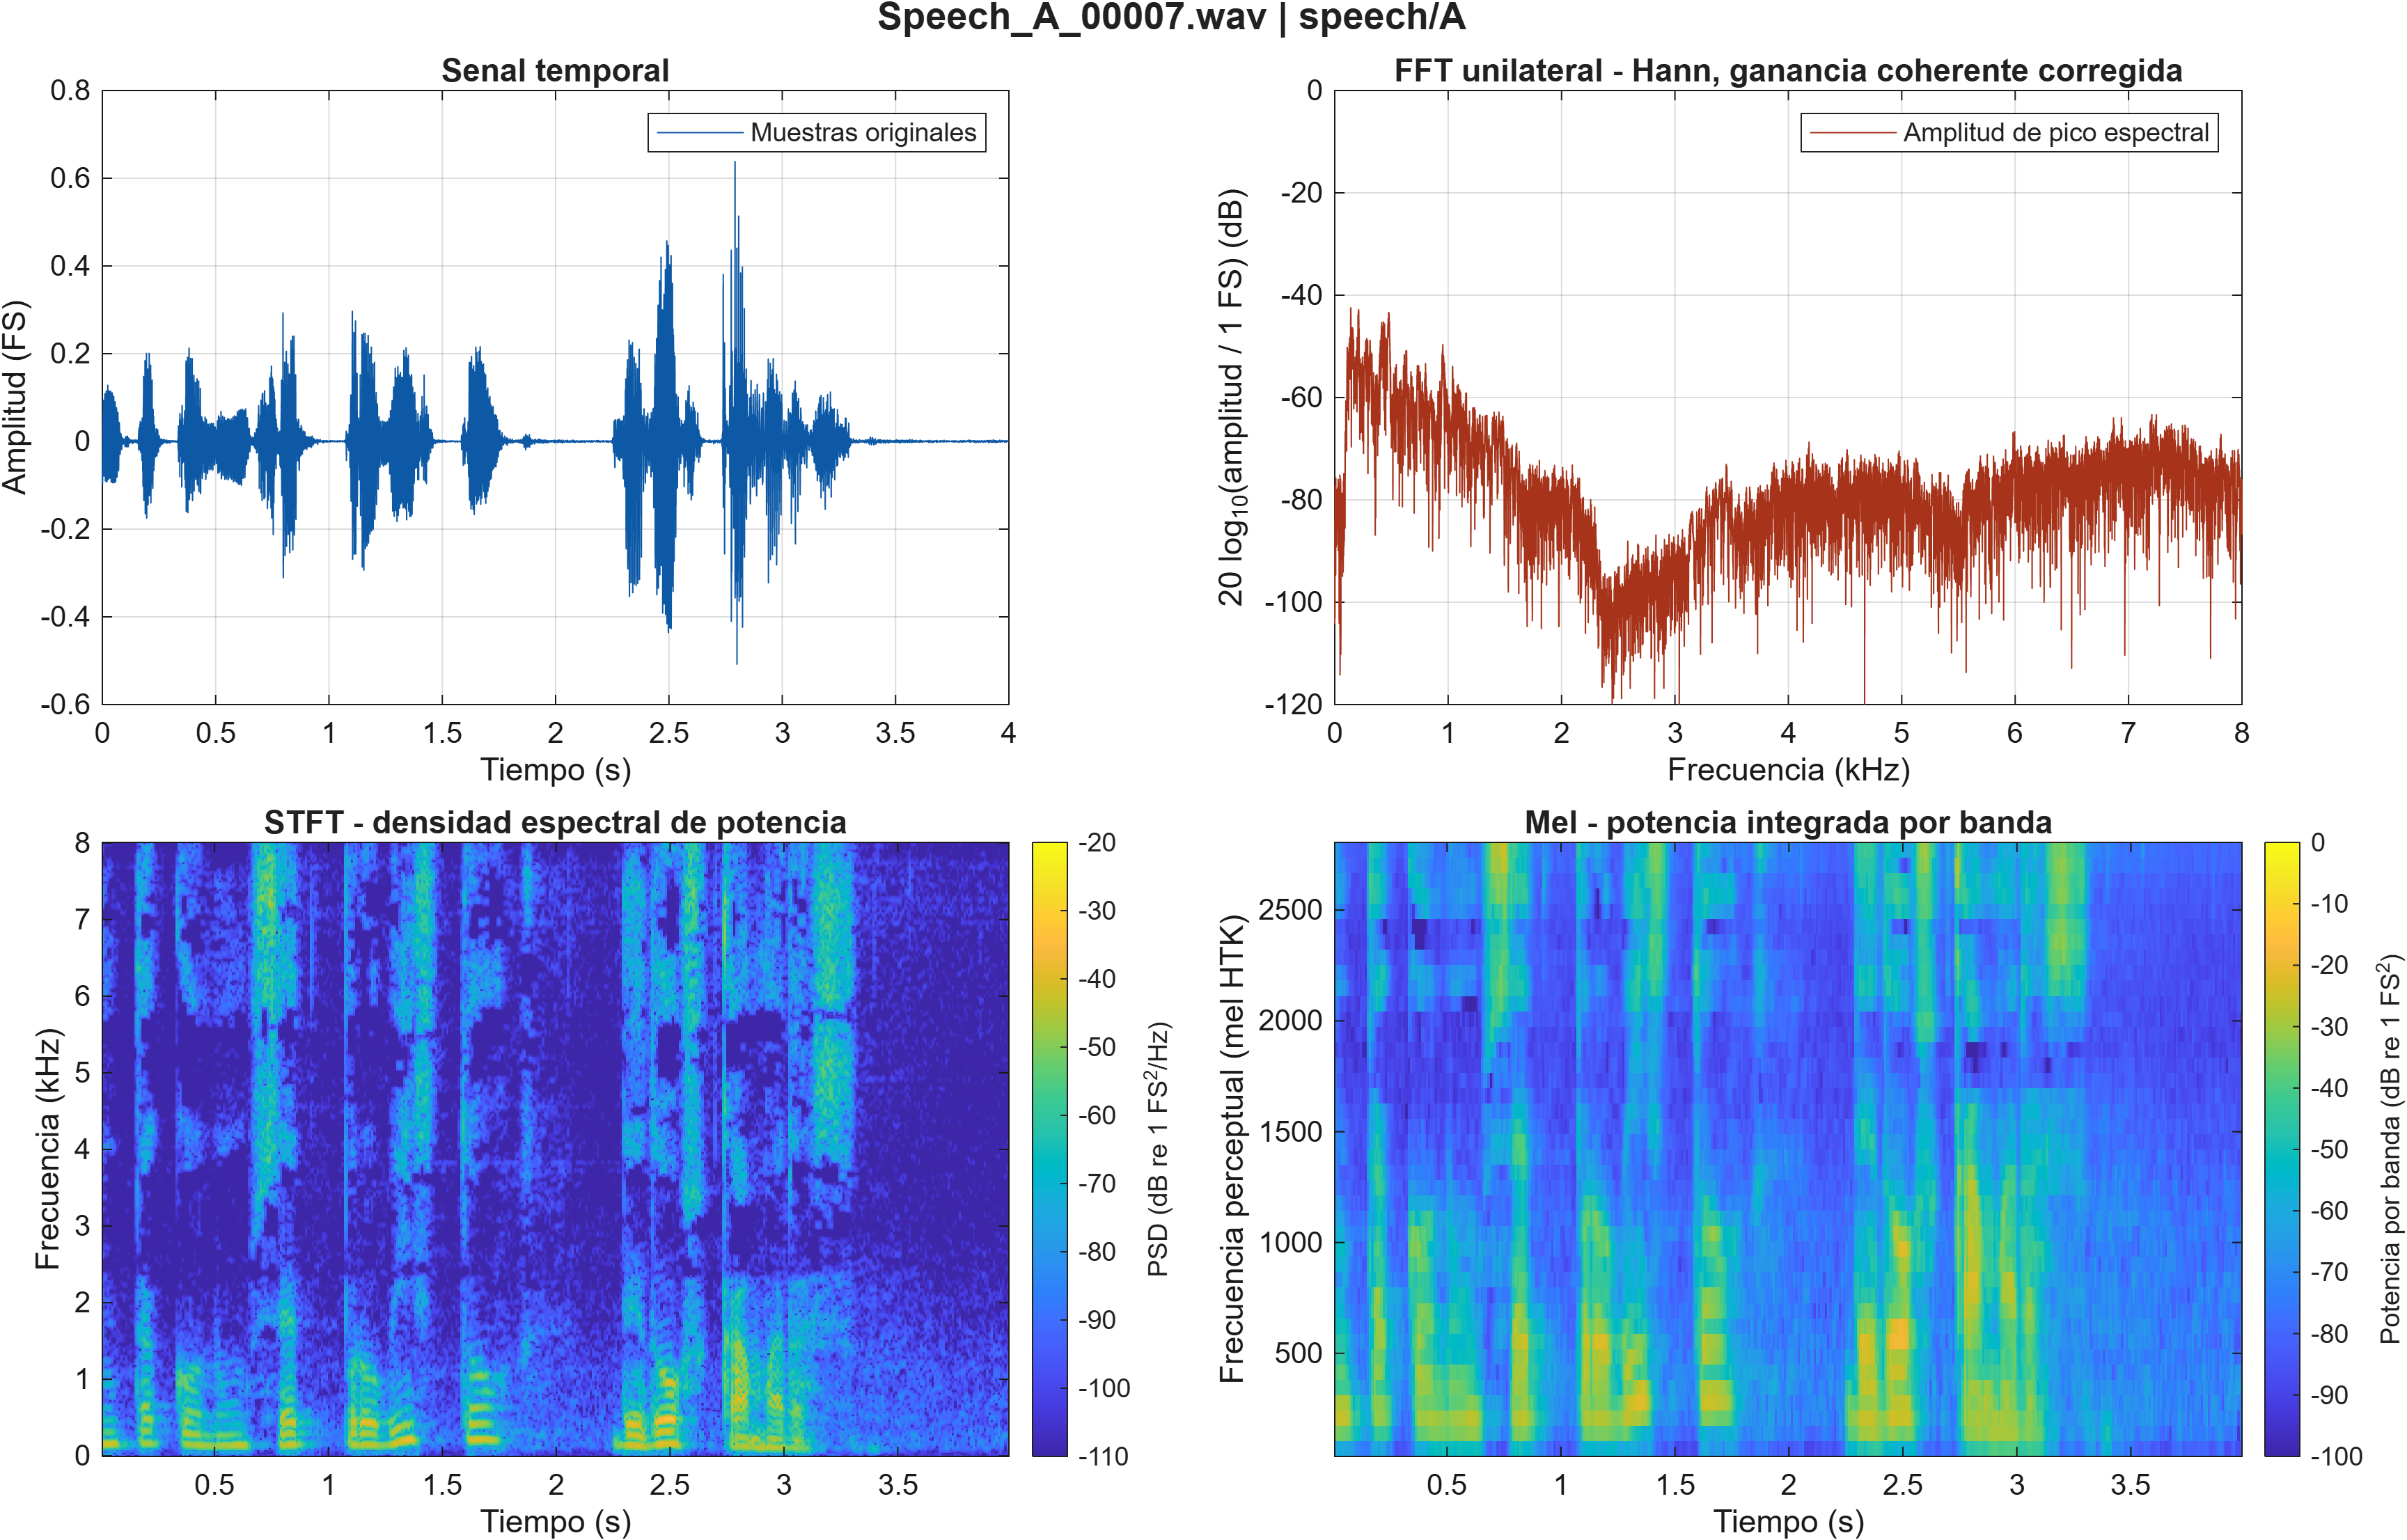 Speech_A_00007.wav | speech/A
Senal temporal
Muestras originales
Amplitud (FS)
0.8
0.6
0.4
0.2
0
-0.2
-0.4
-0.6
0 0.5 1 1.5 2 2.5 3 3.5 4
Tiempo (s)
FFT unilateral - Hann, ganancia coherente corregida
Amplitud de pico espectral
20 log10(amplitud / 1 FS) (dB)
0
-20
-40
-60
-80
-100
-120
0 1 2 3 4 5 6 7 8
Frecuencia (kHz)
STFT - densidad espectral de potencia
Frecuencia (kHz)
8
7
6
5
4
3
2
1
0
0.5 1 1.5 2 2.5 3 3.5
Tiempo (s)
-20
-30
-40
-50
-60
-70
-80
-90
-100
-110
PSD (dB re 1 FS²/Hz)
Mel - potencia integrada por banda
Frecuencia perceptual (mel HTK)
2500
2000
1500
1000
500
0.5 1 1.5 2 2.5 3 3.5
Tiempo (s)
0
-10
-20
-30
-40
-50
-60
-70
-80
-90
-100
Potencia por banda (dB re 1 FS²)